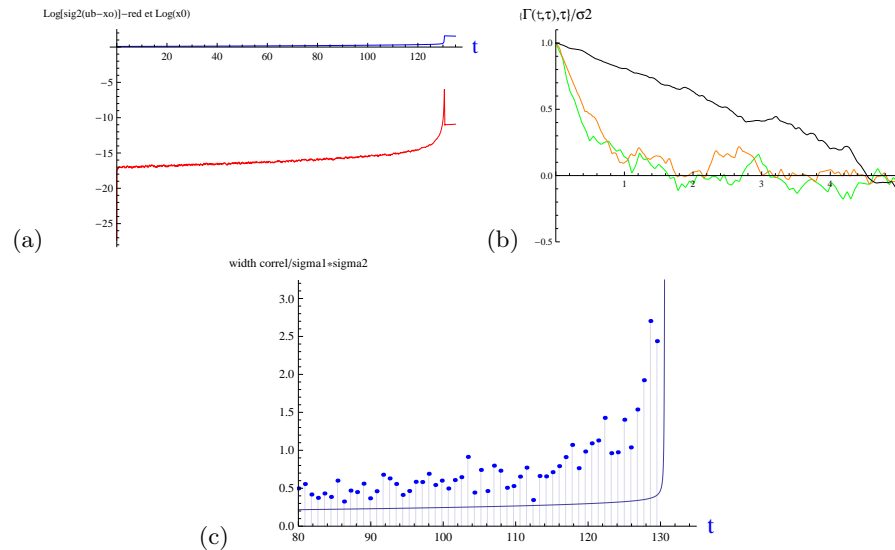 Log[sig2(ub-xo)]-red et Log(x0)
{Γ(t;τ),τ}/σ2
t
20 40 60 80 100 120
-5
-10
-15
-20
-25
(a)
1.0
0.5
0.0
-0.5
1 2 3 4
(b)
width correl/sigma1*sigma2
3.0
2.5
2.0
1.5
1.0
0.5
0.0
80 90 100 110 120 130
t
(c)